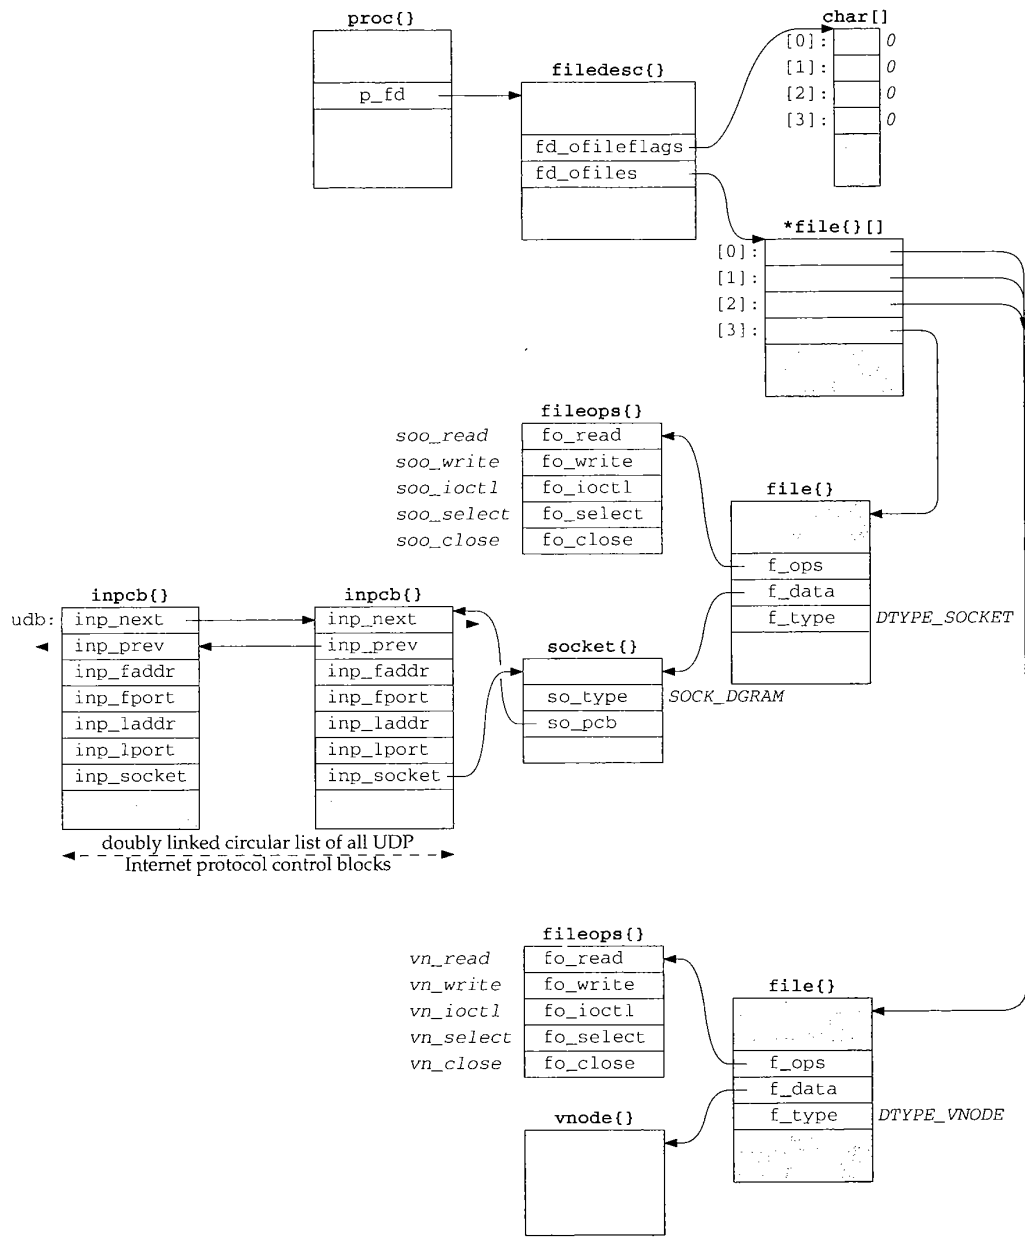 proc{}
p_fd
filedesc{}
fd_ofileflags
fd_ofiles
char[]
[0]: 0
[1]: 0
[2]: 0
[3]: 0
*file{}[]
[0]:
[1]:
[2]:
[3]:
fileops{}
soo_read fo_read
soo_write fo_write
soo_ioctl fo_ioctl
soo_select fo_select
soo_close fo_close
file{}
f_ops
f_data
f_type DTYPE_SOCKET
inpcb{}
udb: inp_next
inp_prev
inp_faddr
inp_fport
inp_laddr
inp_lport
inp_socket
inpcb{}
inp_next
inp_prev
inp_faddr
inp_fport
inp_laddr
inp_lport
inp_socket
socket{}
so_type SOCK_DGRAM
so_pcb
doubly linked circular list of all UDP
Internet protocol control blocks
fileops{}
vn_read fo_read
vn_write fo_write
vn_ioctl fo_ioctl
vn_select fo_select
vn_close fo_close
file{}
f_ops
f_data
f_type DTYPE_VNODE
vnode{}